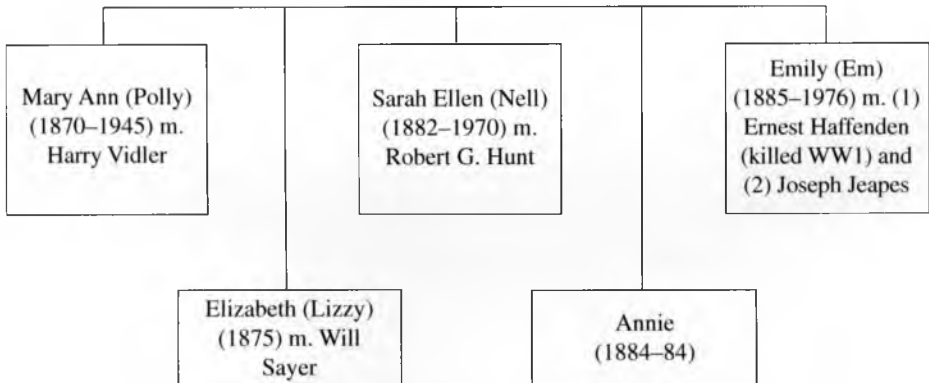 Mary Ann (Polly)
(1870–1945) m.
Harry Vidler
Sarah Ellen (Nell)
(1882–1970) m.
Robert G. Hunt
Emily (Em)
(1885–1976) m. (1)
Ernest Haffenden
(killed WW1) and
(2) Joseph Jeapes
Elizabeth (Lizzy)
(1875) m. Will
Sayer
Annie
(1884–84)